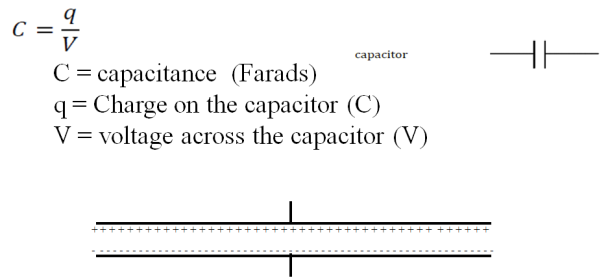 C = q/V
capacitor
C = capacitance (Farads)
q = Charge on the capacitor (C)
V = voltage across the capacitor (V)
+++++++++++++++++++++++++++++++++++++ ++++++
- - - - - - - - - - - - - - - - - - - - - - - - - - - - - - - - - - - - - - - - - - - -